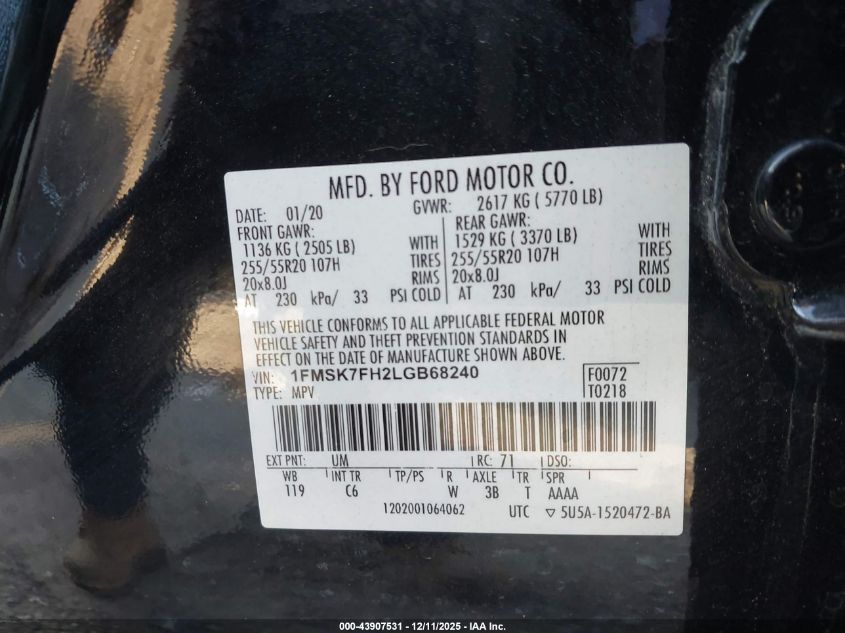 MFD. BY FORD MOTOR CO.
DATE: 01/20 GVWR: 2617 KG ( 5770 LB)
FRONT GAWR: REAR GAWR:
1136 KG ( 2505 LB) WITH 1529 KG ( 3370 LB) WITH
255/55R20 107H TIRES 255/55R20 107H TIRES
20x8.0J RIMS 20x8.0J RIMS
AT 230 kPa/ 33 PSI COLD AT 230 kPa/ 33 PSI COLD
THIS VEHICLE CONFORMS TO ALL APPLICABLE FEDERAL MOTOR
VEHICLE SAFETY AND THEFT PREVENTION STANDARDS IN
EFFECT ON THE DATE OF MANUFACTURE SHOWN ABOVE.
VIN: 1FMSK7FH2LGB68240 F0072
TYPE: MPV T0218
EXT PNT: UM RC: 71 DSO:
WB INT TR TP/PS R AXLE TR SPR
119 C6 W 3B T AAAA
1202001064062 UTC ▽ 5U5A-1520472-BA
000-43907531 - 12/11/2025 - IAA Inc.